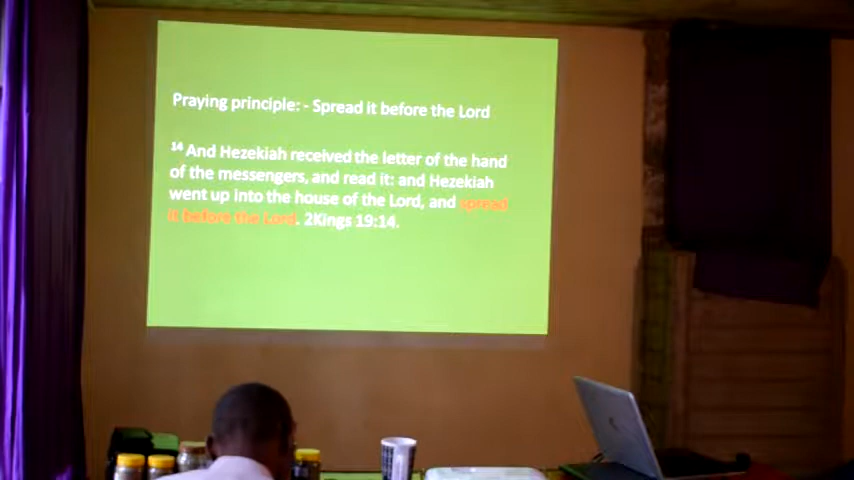 Praying principle: - Spread it before the Lord
14 And Hezekiah received the letter of the hand
of the messengers, and read it: and Hezekiah
went up into the house of the Lord, and spread
it before the Lord. 2Kings 19:14.